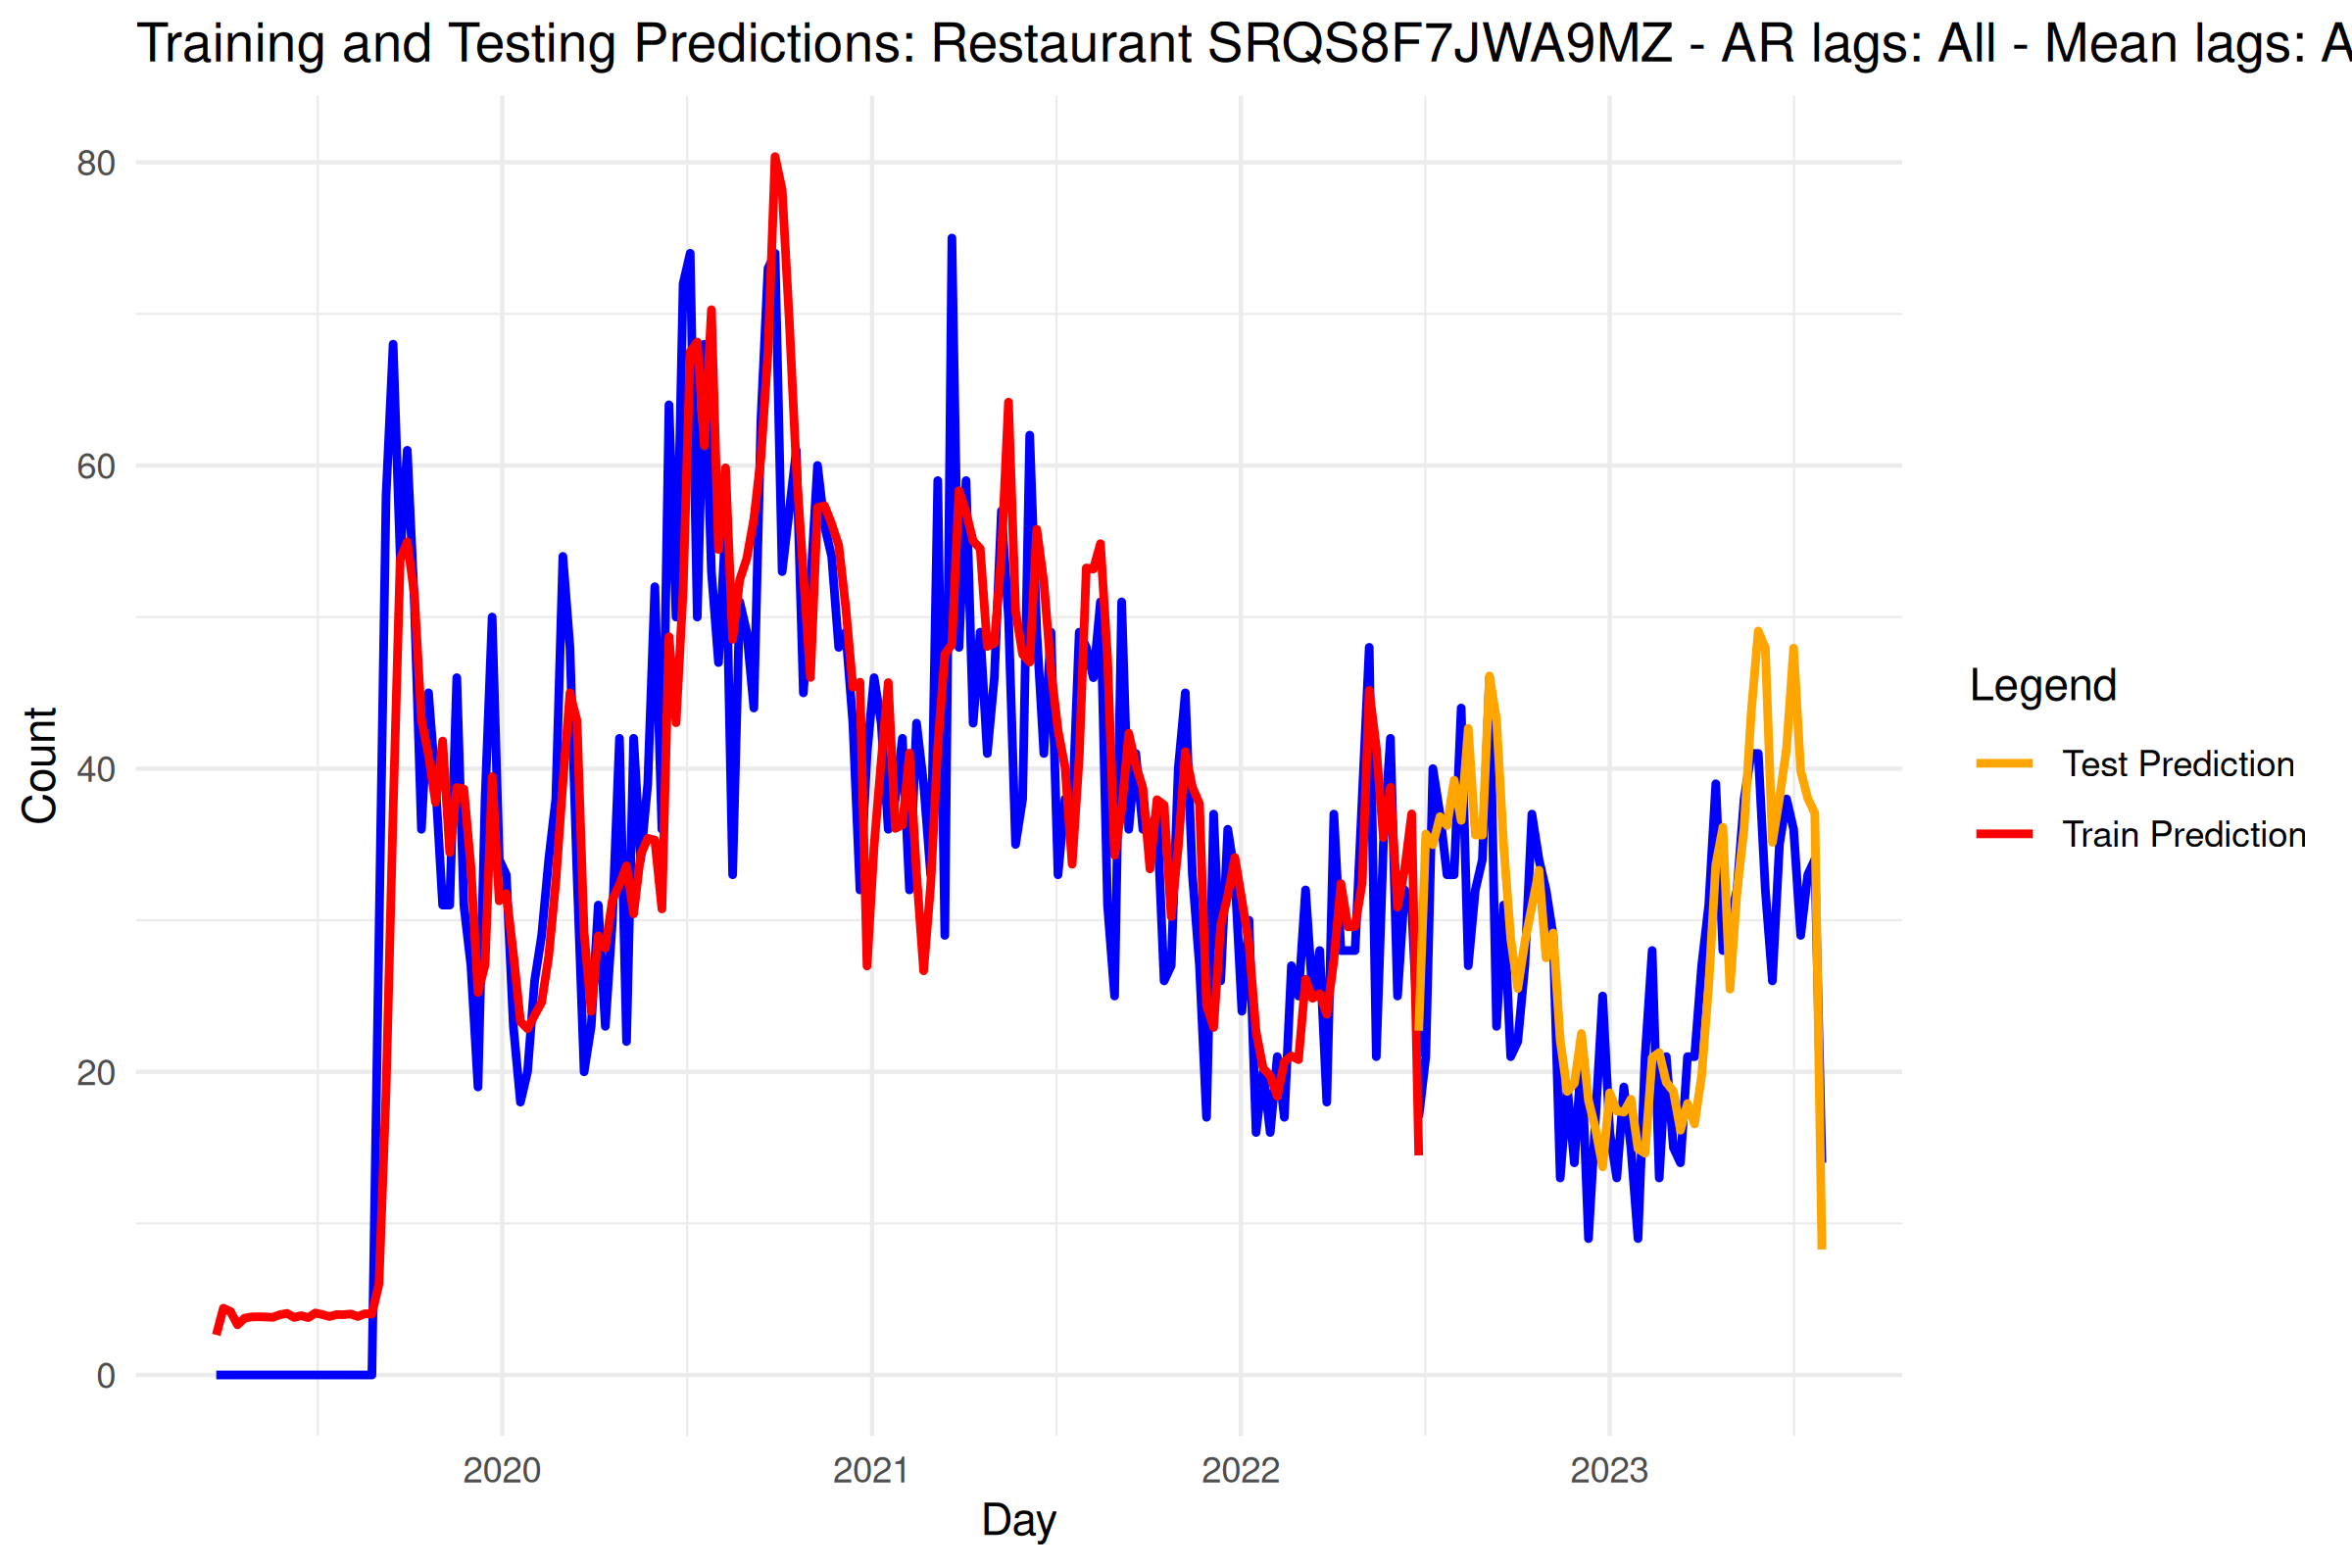 Training and Testing Predictions: Restaurant SRQS8F7JWA9MZ - AR lags: All - Mean lags: A
80
60
40
20
0
Count
2020
2021
2022
2023
Day
Legend
Test Prediction
Train Prediction